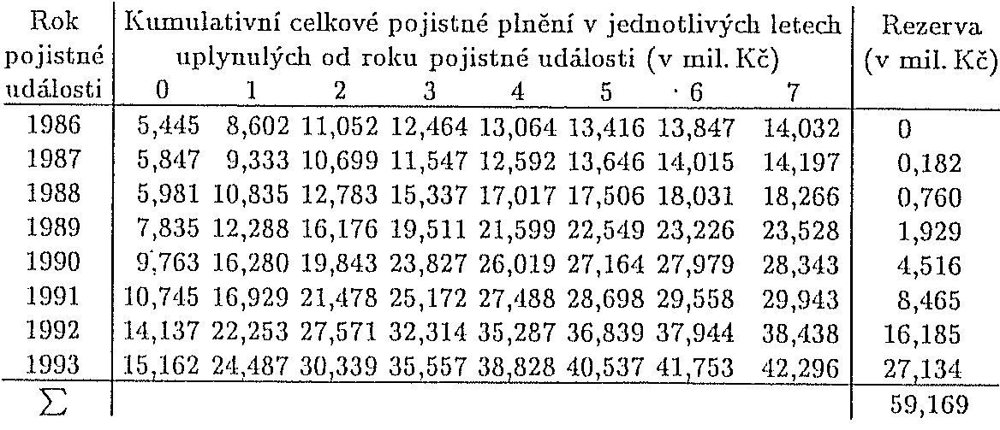 Rok Kumulativní celkové pojistné plnění v jednotlivých letech Rezerva
pojistné uplynulých od roku pojistné události (v mil. Kč) (v mil. Kč)
události 0 1 2 3 4 5 6 7
1986 5,445 8,602 11,052 12,464 13,064 13,416 13,847 14,032 0
1987 5,847 9,333 10,699 11,547 12,592 13,646 14,015 14,197 0,182
1988 5,981 10,835 12,783 15,337 17,017 17,506 18,031 18,266 0,760
1989 7,835 12,288 16,176 19,511 21,599 22,549 23,226 23,528 1,929
1990 9,763 16,280 19,843 23,827 26,019 27,164 27,979 28,343 4,516
1991 10,745 16,929 21,478 25,172 27,488 28,698 29,558 29,943 8,465
1992 14,137 22,253 27,571 32,314 35,287 36,839 37,944 38,438 16,185
1993 15,162 24,487 30,339 35,557 38,828 40,537 41,753 42,296 27,134
∑ 59,169